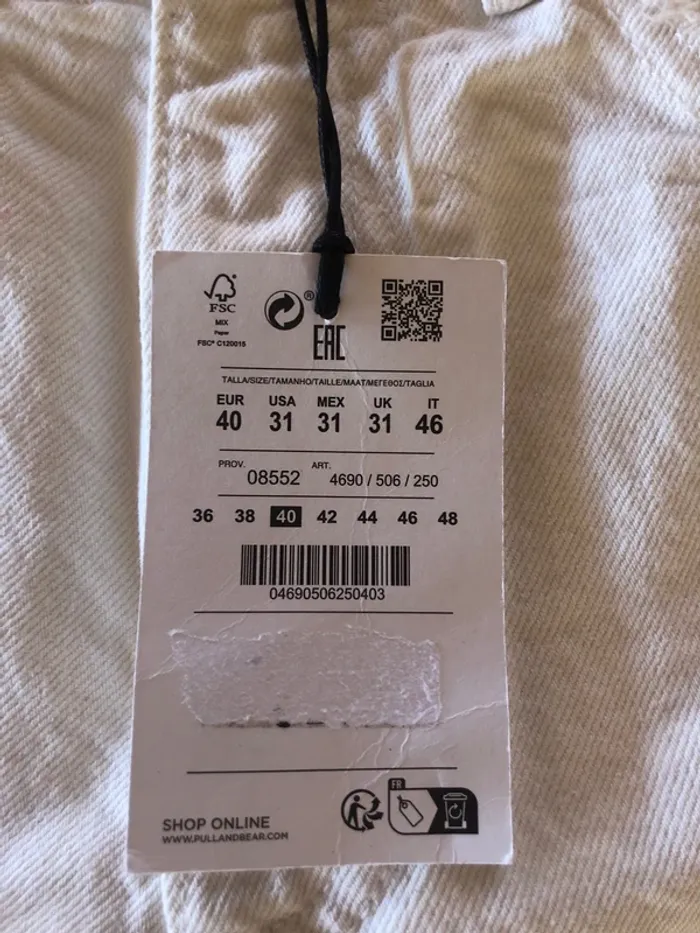 FSC
MIX
Paper
FSC® C120015
®
EAC
TALLA/SIZE/TAMANHO/TAILLE/MAAT/ΜΕΓΕΘΟΣ/TAGLIA
EUR USA MEX UK IT
40 31 31 31 46
PROV. 08552 ART. 4690 / 506 / 250
36 38 40 42 44 46 48
04690506250403
FR
SHOP ONLINE
WWW.PULLANDBEAR.COM